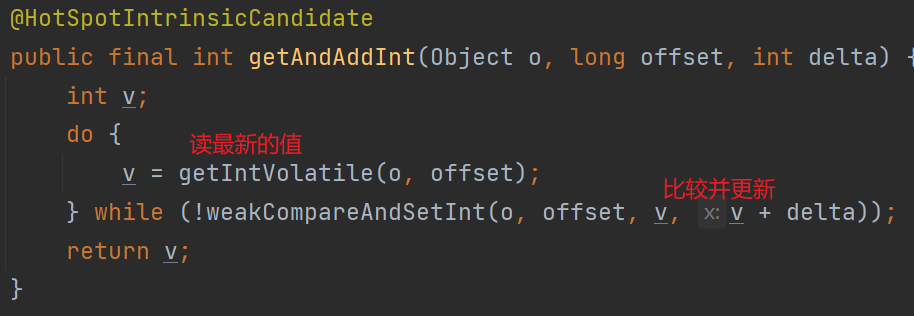 @HotSpotIntrinsicCandidate
public final int getAndAddInt(Object o, long offset, int delta) {
int v;
do {
读最新的值
v = getIntVolatile(o, offset);
比较并更新
} while (!weakCompareAndSetInt(o, offset, v, x: v + delta));
return v;
}